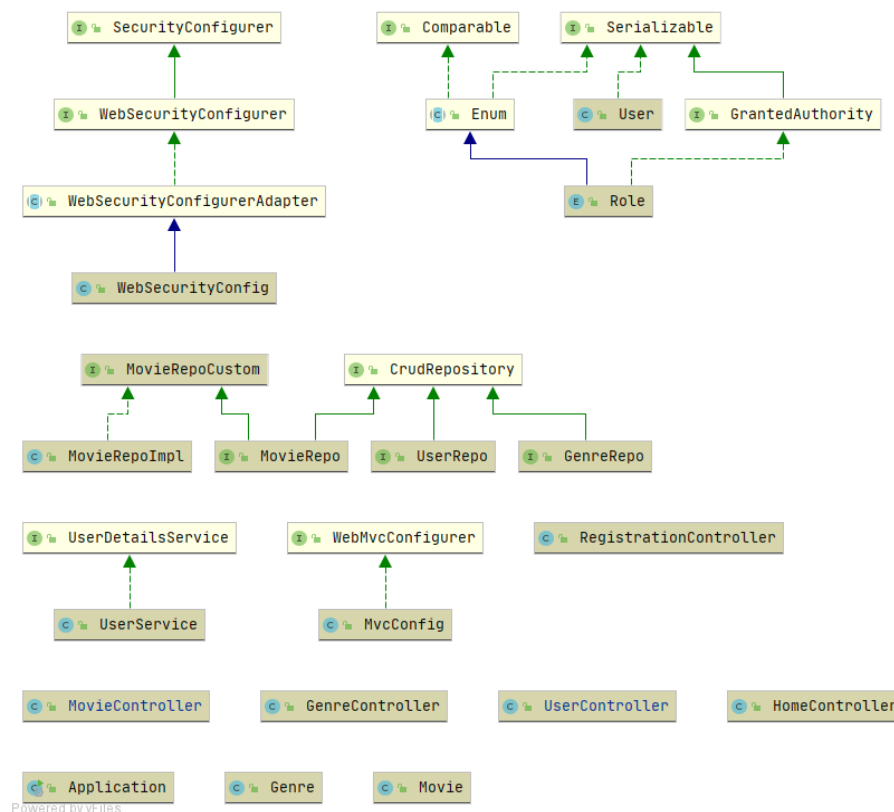 I SecurityConfigurer
I Comparable
I Serializable
I WebSecurityConfigurer
C Enum
C User
I GrantedAuthority
C WebSecurityConfigurerAdapter
E Role
C WebSecurityConfig
I MovieRepoCustom
I CrudRepository
C MovieRepoImpl
I MovieRepo
I UserRepo
I GenreRepo
I UserDetailsService
I WebMvcConfigurer
C RegistrationController
C UserService
C MvcConfig
C MovieController
C GenreController
C UserController
C HomeController
C Application
C Genre
C Movie
Powered by yFiles